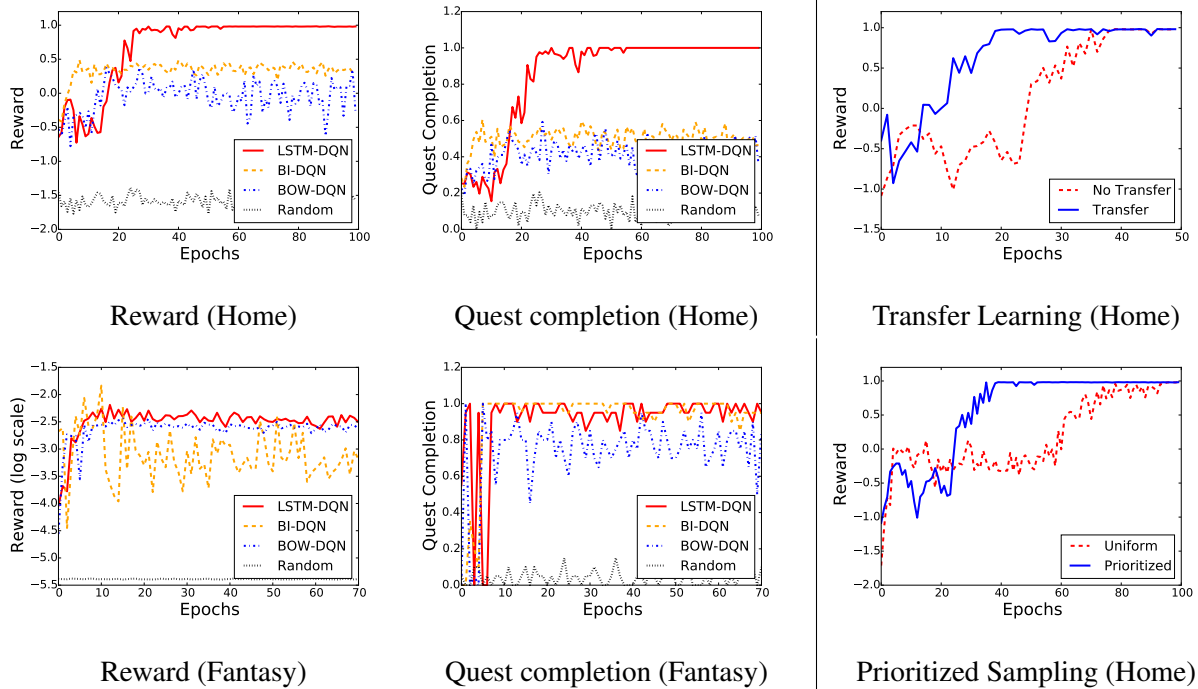 1.0
0.5
0.0
−0.5
−1.0
−1.5
−2.0
Reward
0 20 40 60 80 100
Epochs
LSTM-DQN
BI-DQN
BOW-DQN
Random
Reward (Home)
1.2
1.0
0.8
0.6
0.4
0.2
0.0
Quest Completion
0 20 40 60 80 100
Epochs
LSTM-DQN
BI-DQN
BOW-DQN
Random
Quest completion (Home)
1.0
0.5
0.0
−0.5
−1.0
−1.5
Reward
0 10 20 30 40 50
Epochs
No Transfer
Transfer
Transfer Learning (Home)
−1.5
−2.0
−2.5
−3.0
−3.5
−4.0
−4.5
−5.0
−5.5
Reward (log scale)
0 10 20 30 40 50 60 70
Epochs
LSTM-DQN
BI-DQN
BOW-DQN
Random
Reward (Fantasy)
1.2
1.0
0.8
0.6
0.4
0.2
0.0
Quest Completion
0 10 20 30 40 50 60 70
Epochs
LSTM-DQN
BI-DQN
BOW-DQN
Random
Quest completion (Fantasy)
1.0
0.5
0.0
−0.5
−1.0
−1.5
−2.0
Reward
0 20 40 60 80 100
Epochs
Uniform
Prioritized
Prioritized Sampling (Home)